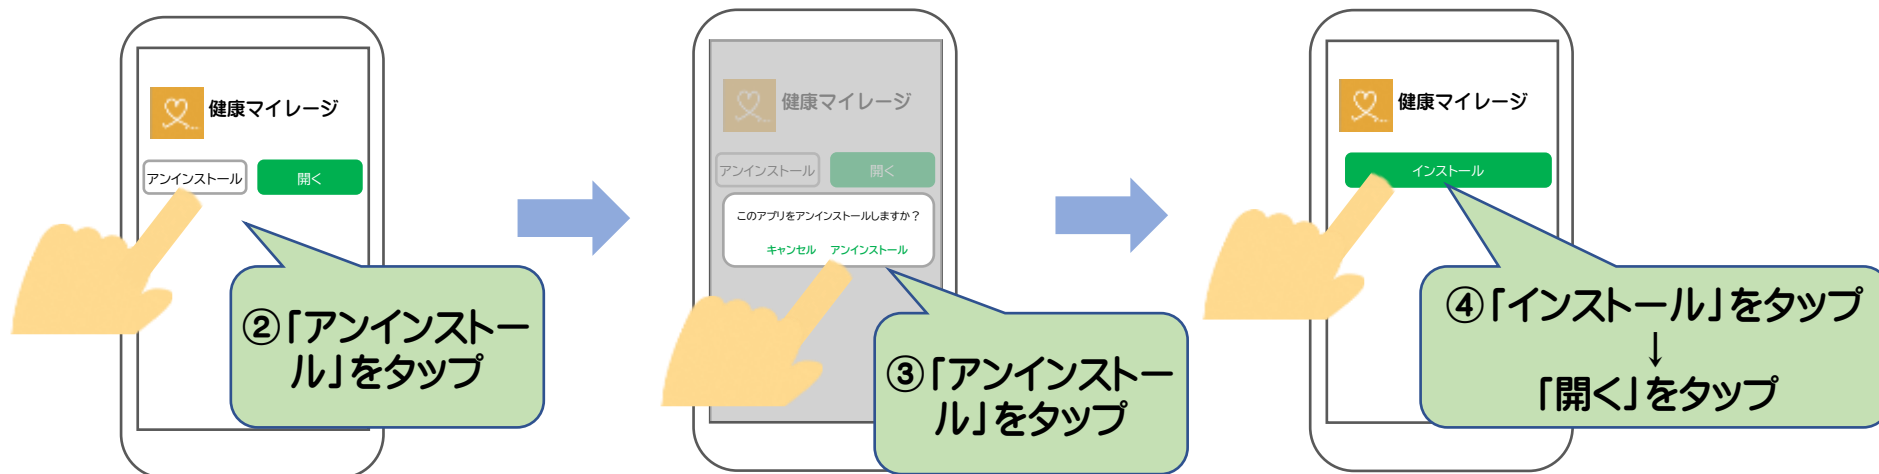 健康マイレージ
アンインストール
開く
②「アンインストー
ル」をタップ
健康マイレージ
アンインストール
開く
このアプリをアンインストールしますか？
キャンセル アンインストール
③「アンインストー
ル」をタップ
健康マイレージ
インストール
④「インストール」をタップ
↓
「開く」をタップ